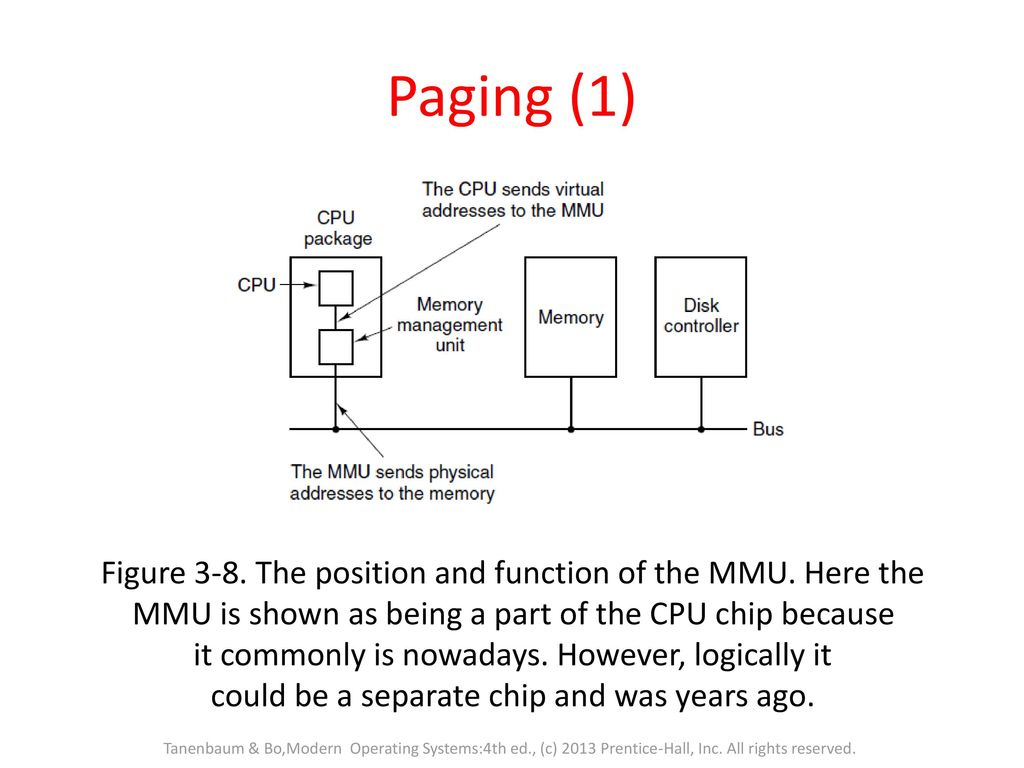 Paging (1)
The CPU sends virtual
addresses to the MMU
CPU
package
CPU
Memory
management
unit
Memory
Disk
controller
Bus
The MMU sends physical
addresses to the memory
Figure 3-8. The position and function of the MMU. Here the
MMU is shown as being a part of the CPU chip because
it commonly is nowadays. However, logically it
could be a separate chip and was years ago.
Tanenbaum & Bo,Modern  Operating Systems:4th ed., (c) 2013 Prentice-Hall, Inc. All rights reserved.